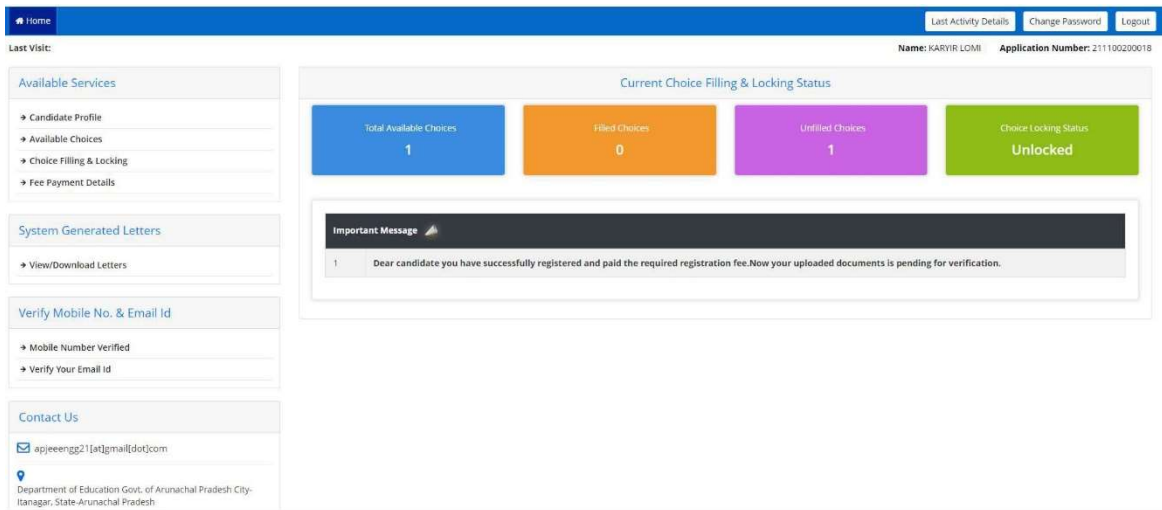 Home
Last Activity Details Change Password Logout
Last Visit:
Name: KARYIR LOMI Application Number: 211100200018
Available Services
→ Candidate Profile
→ Available Choices
→ Choice Filling & Locking
→ Fee Payment Details
System Generated Letters
→ View/Download Letters
Verify Mobile No. & Email Id
→ Mobile Number Verified
→ Verify Your Email Id
Contact Us
apjeeengg21[at]gmail[dot]com
Department of Education Govt. of Arunachal Pradesh City-
Itanagar, State-Arunachal Pradesh
Current Choice Filling & Locking Status
Total Available Choices
1
Filled Choices
0
Unfilled Choices
1
Choice Locking Status
Unlocked
Important Message
1 Dear candidate you have successfully registered and paid the required registration fee.Now your uploaded documents is pending for verification.